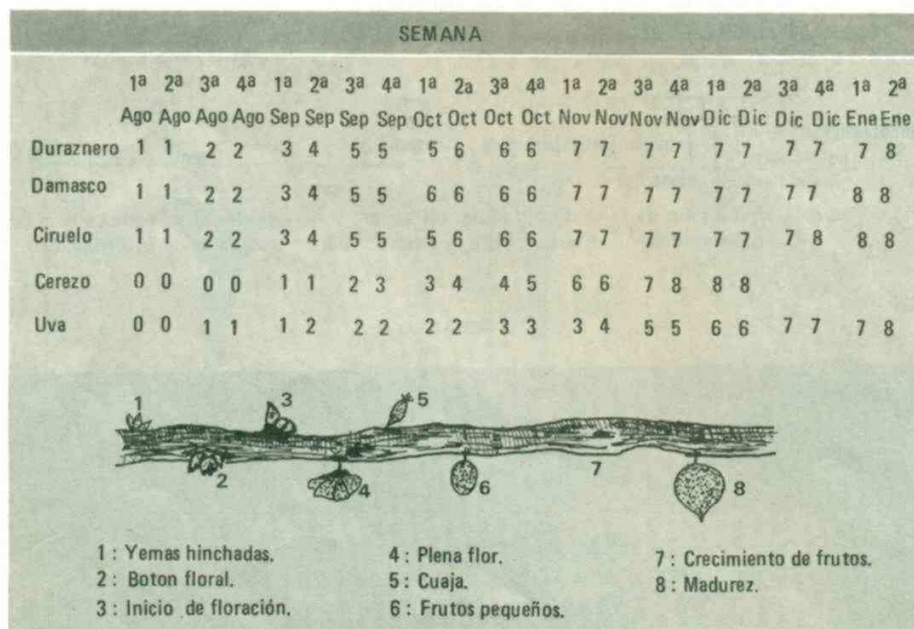 SEMANA
1ª 2ª 3ª 4ª 1ª 2ª 3ª 4ª 1ª 2a 3ª 4ª 1ª 2ª 3ª 4ª 1ª 2ª 3ª 4ª 1ª 2ª
Ago Ago Ago Ago Sep Sep Sep Sep Oct Oct Oct Oct Nov Nov Nov Nov Dic Dic Dic Dic Ene Ene
Duraznero 1 1 2 2 3 4 5 5 5 6 6 6 7 7 7 7 7 7 7 7 7 8
Damasco 1 1 2 2 3 4 5 5 6 6 6 6 7 7 7 7 7 7 7 7 8 8
Ciruelo 1 1 2 2 3 4 5 5 5 6 6 6 7 7 7 7 7 7 7 8 8 8
Cerezo 0 0 0 0 1 1 2 3 3 4 4 5 6 6 7 8 8 8
Uva 0 0 1 1 1 2 2 2 2 2 3 3 3 4 5 5 6 6 7 7 7 8
1 3 5
2 4 6 7 8
1 : Yemas hinchadas. 4 : Plena flor. 7 : Crecimiento de frutos.
2 : Boton floral. 5 : Cuaja. 8 : Madurez.
3 : Inicio de floración. 6 : Frutos pequeños.